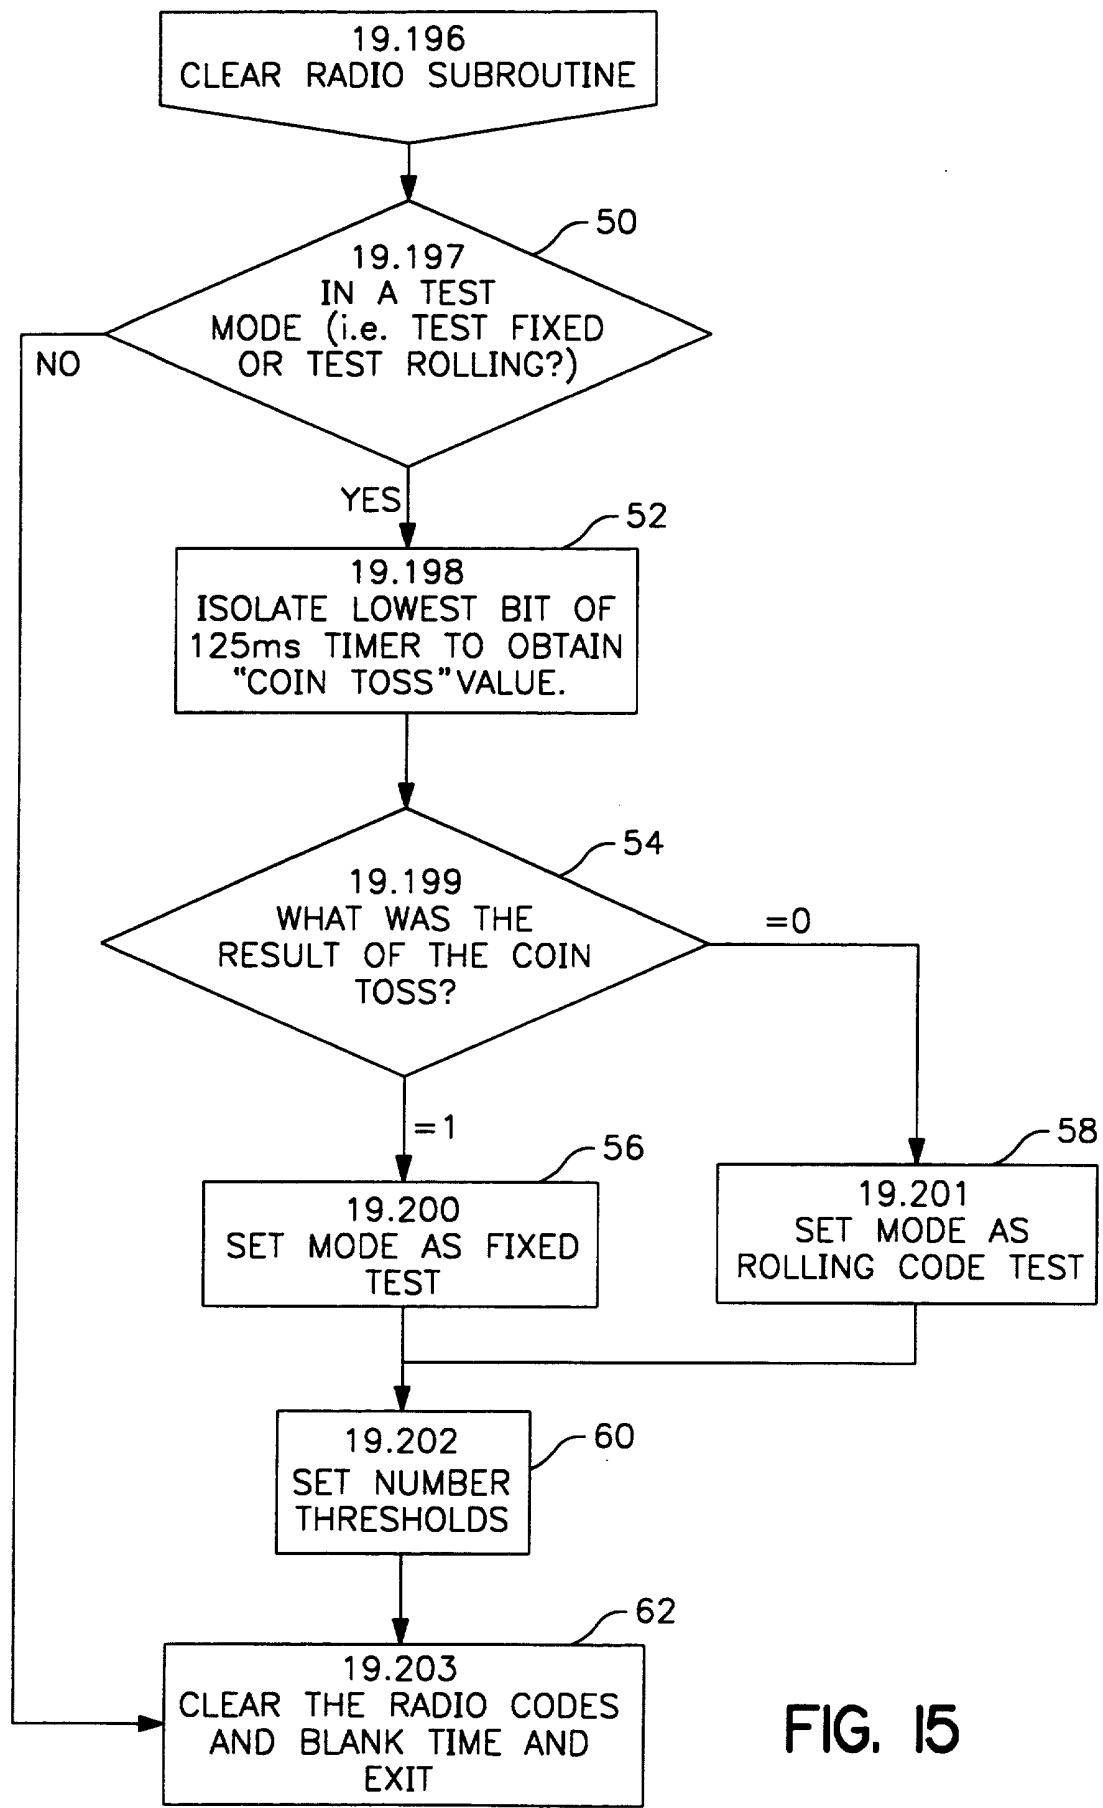 19.196
CLEAR RADIO SUBROUTINE
50
19.197
IN A TEST
MODE (i.e. TEST FIXED
OR TEST ROLLING?)
NO
YES
52
19.198
ISOLATE LOWEST BIT OF
125ms TIMER TO OBTAIN
"COIN TOSS" VALUE.
54
19.199
WHAT WAS THE
RESULT OF THE COIN
TOSS?
=0
=1
56
19.200
SET MODE AS FIXED
TEST
58
19.201
SET MODE AS
ROLLING CODE TEST
60
19.202
SET NUMBER
THRESHOLDS
62
19.203
CLEAR THE RADIO CODES
AND BLANK TIME AND
EXIT
FIG. 15